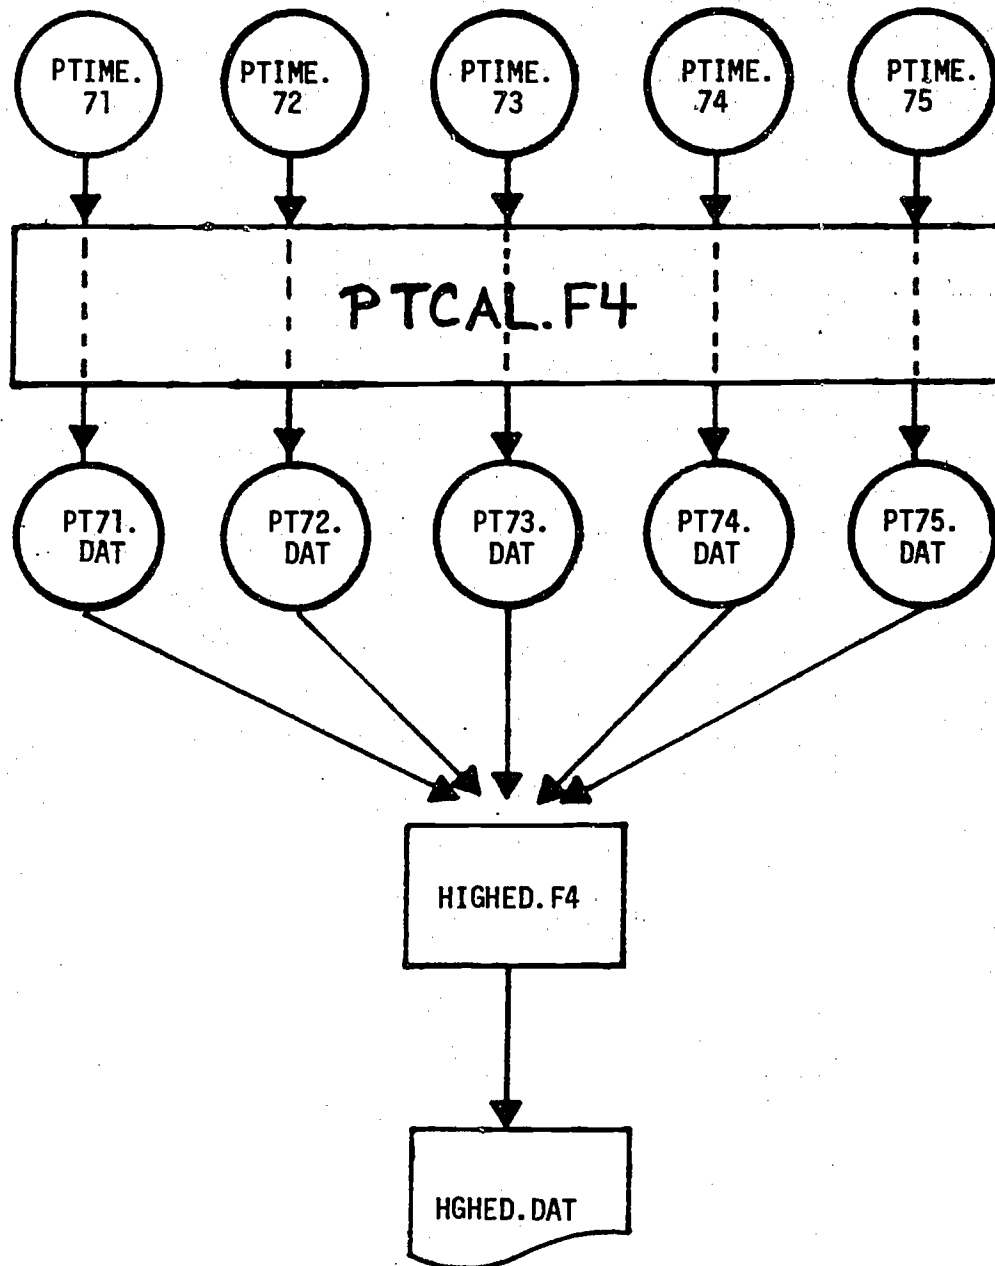 PTIME. PTIME. PTIME. PTIME. PTIME.
71 72 73 74 75
PTCAL.F4
PT71. PT72. PT73. PT74. PT75.
DAT DAT DAT DAT DAT
HIGHED.F4
HGHED.DAT